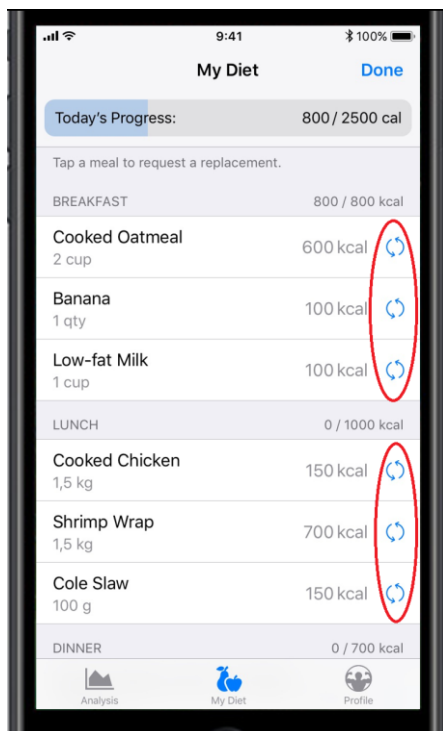 9:41
100%
My Diet
Done
Today's Progress:
800 / 2500 cal
Tap a meal to request a replacement.
BREAKFAST
800 / 800 kcal
Cooked Oatmeal
600 kcal
2 cup
Banana
100 kcal
1 qty
Low-fat Milk
100 kcal
1 cup
LUNCH
0 / 1000 kcal
Cooked Chicken
150 kcal
1,5 kg
Shrimp Wrap
700 kcal
1,5 kg
Cole Slaw
150 kcal
100 g
DINNER
0 / 700 kcal
Analysis
My Diet
Profile